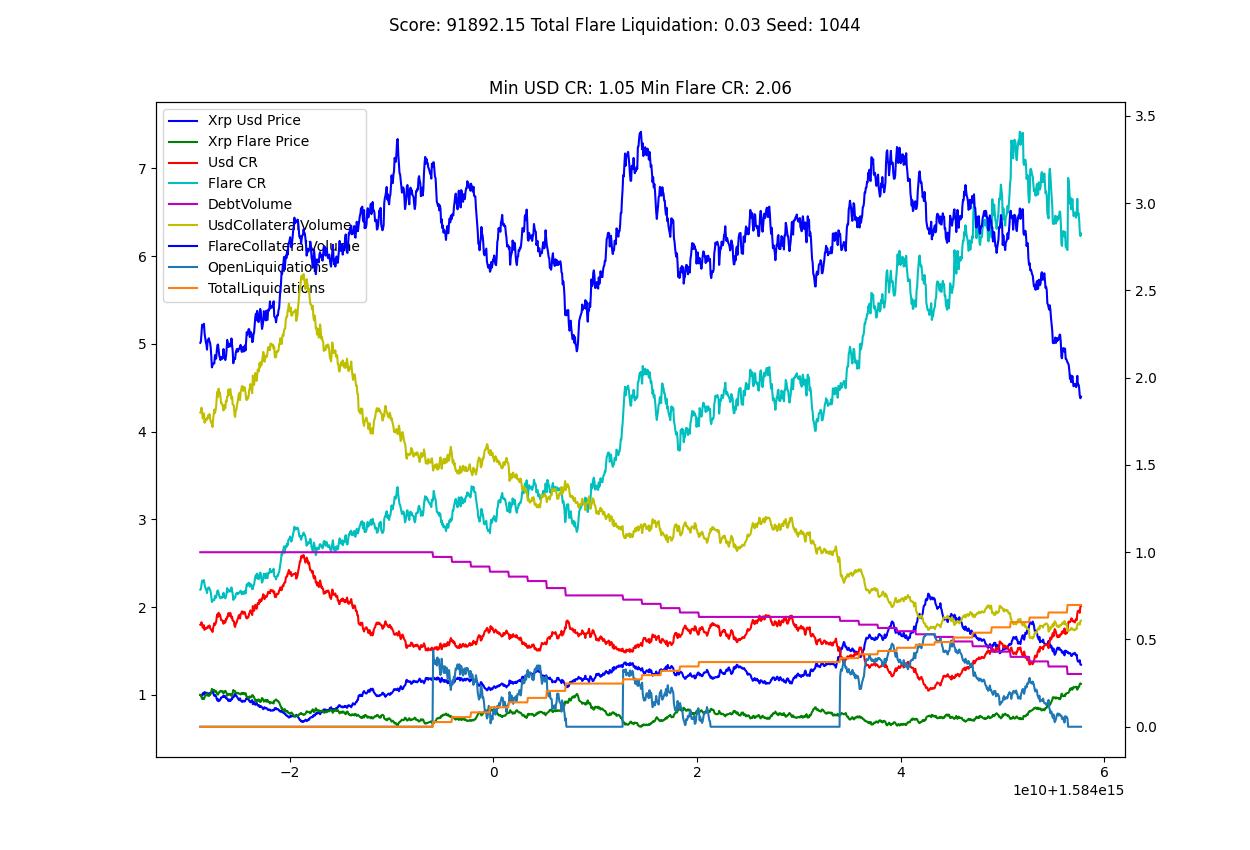 Score: 91892.15 Total Flare Liquidation: 0.03 Seed: 1044
Min USD CR: 1.05 Min Flare CR: 2.06
Xrp Usd Price
Xrp Flare Price
Usd CR
Flare CR
DebtVolume
UsdCollateralVolume
FlareCollateralVolume
OpenLiquidations
TotalLiquidations
7
6
5
4
3
2
1
3.5
3.0
2.5
2.0
1.5
1.0
0.5
0.0
−2
0
2
4
6
1e10+1.584e15